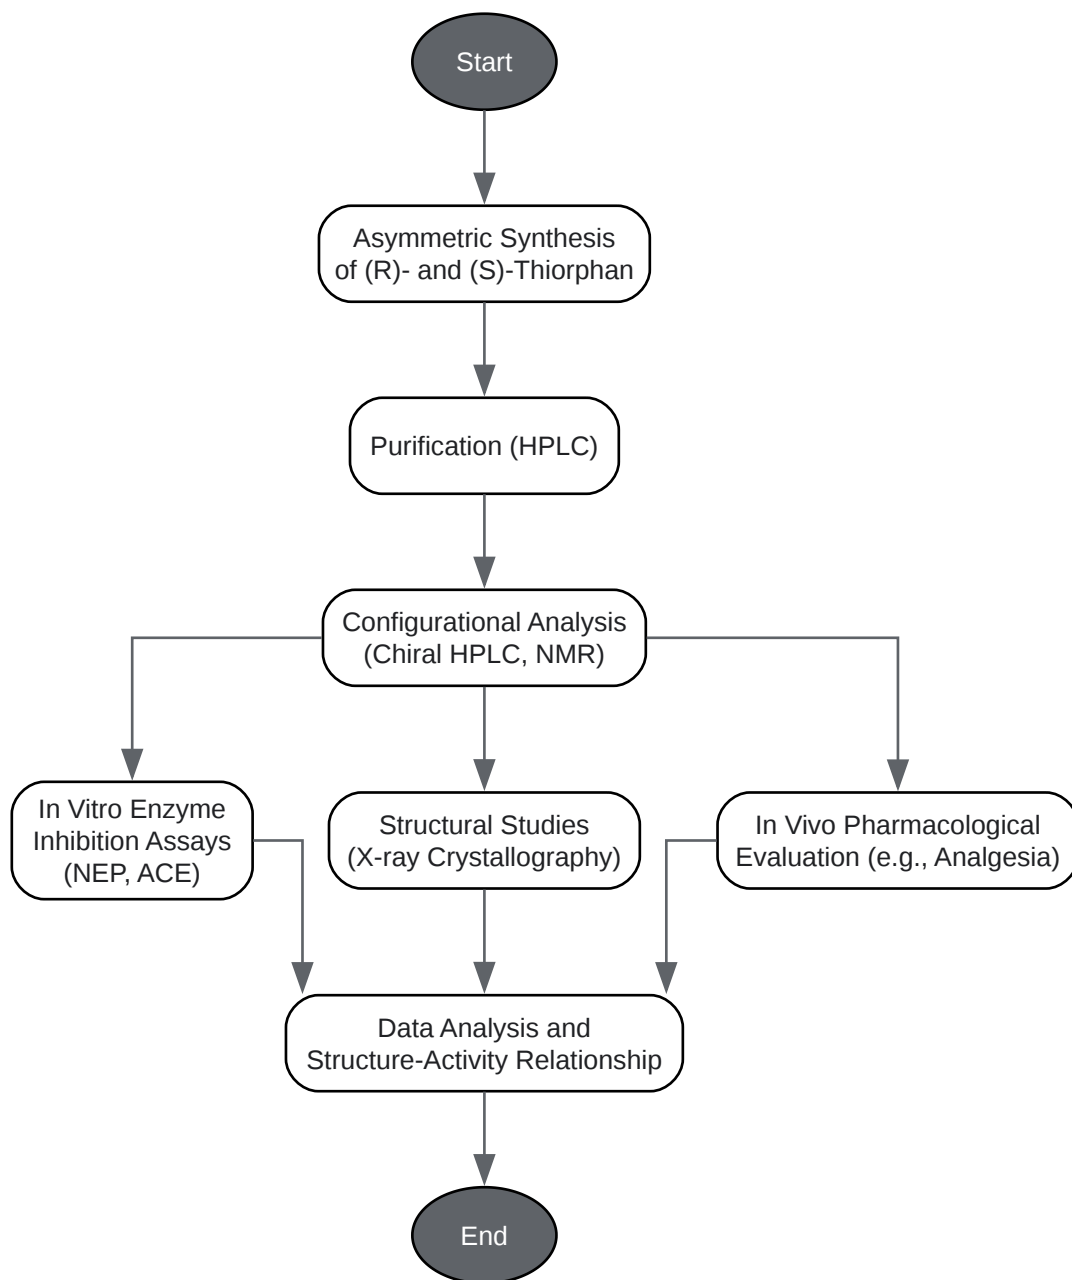 Start
Asymmetric Synthesis
of (R)- and (S)-Thiorphan
Purification (HPLC)
Configurational Analysis
(Chiral HPLC, NMR)
In Vitro Enzyme
Inhibition Assays
(NEP, ACE)
Structural Studies
(X-ray Crystallography)
In Vivo Pharmacological
Evaluation (e.g., Analgesia)
Data Analysis and
Structure-Activity Relationship
End